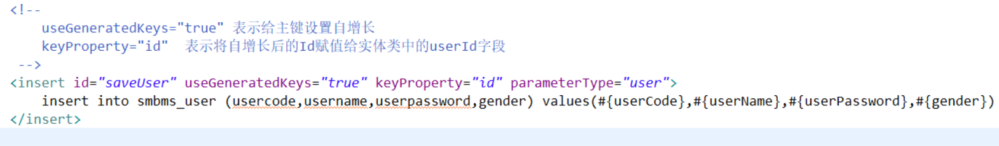 <!--
useGeneratedKeys="true" 表示给主键设置自增长
keyProperty="id" 表示将自增长后的Id赋值给实体类中的userId字段
-->
<insert id="saveUser" useGeneratedKeys="true" keyProperty="id" parameterType="user">
insert into smbms_user (usercode,username,userpassword,gender) values(#{userCode},#{userName},#{userPassword},#{gender})
</insert>